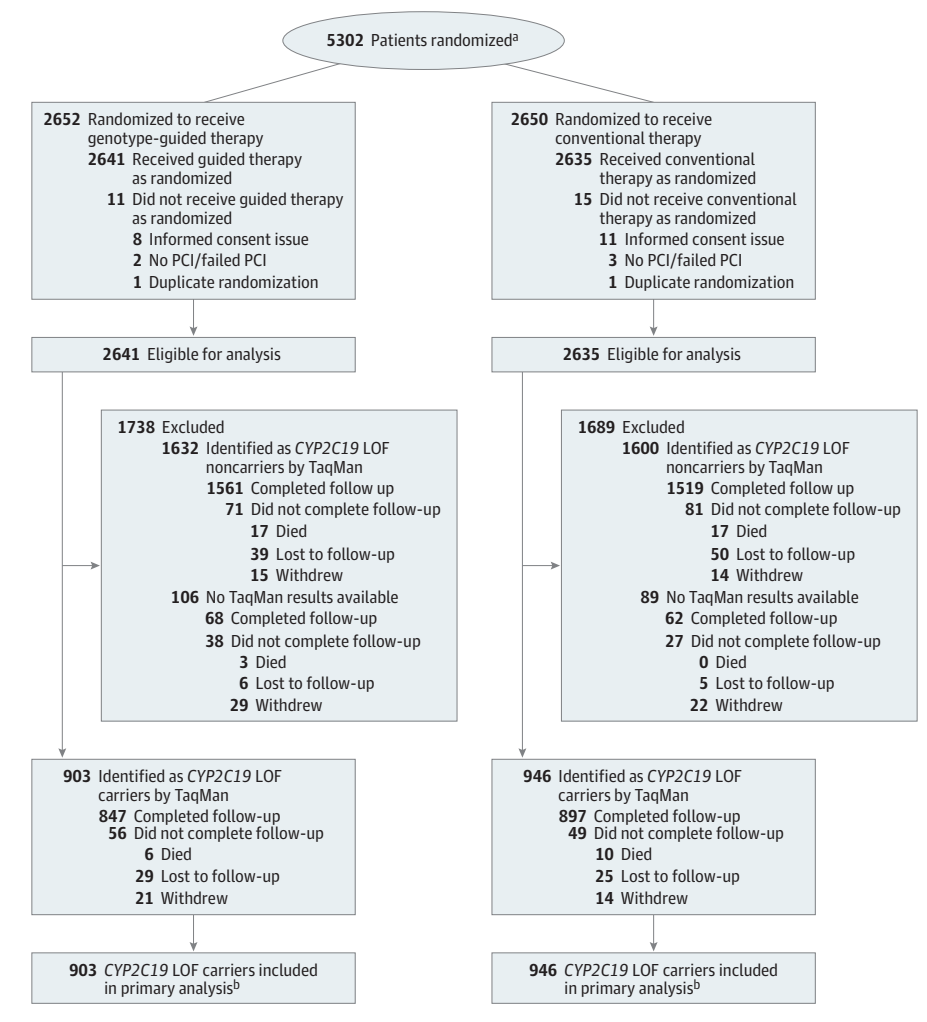 5302 Patients randomizedᵃ
2652 Randomized to receive
genotype-guided therapy
2641 Received guided therapy
as randomized
11 Did not receive guided therapy
as randomized
8 Informed consent issue
2 No PCI/failed PCI
1 Duplicate randomization
2650 Randomized to receive
conventional therapy
2635 Received conventional
therapy as randomized
15 Did not receive conventional
therapy as randomized
11 Informed consent issue
3 No PCI/failed PCI
1 Duplicate randomization
2641 Eligible for analysis
2635 Eligible for analysis
1738 Excluded
1632 Identified as CYP2C19 LOF
noncarriers by TaqMan
1561 Completed follow up
71 Did not complete follow-up
17 Died
39 Lost to follow-up
15 Withdrew
106 No TaqMan results available
68 Completed follow-up
38 Did not complete follow-up
3 Died
6 Lost to follow-up
29 Withdrew
1689 Excluded
1600 Identified as CYP2C19 LOF
noncarriers by TaqMan
1519 Completed follow up
81 Did not complete follow-up
17 Died
50 Lost to follow-up
14 Withdrew
89 No TaqMan results available
62 Completed follow-up
27 Did not complete follow-up
0 Died
5 Lost to follow-up
22 Withdrew
903 Identified as CYP2C19 LOF
carriers by TaqMan
847 Completed follow-up
56 Did not complete follow-up
6 Died
29 Lost to follow-up
21 Withdrew
946 Identified as CYP2C19 LOF
carriers by TaqMan
897 Completed follow-up
49 Did not complete follow-up
10 Died
25 Lost to follow-up
14 Withdrew
903 CYP2C19 LOF carriers included
in primary analysisᵇ
946 CYP2C19 LOF carriers included
in primary analysisᵇ